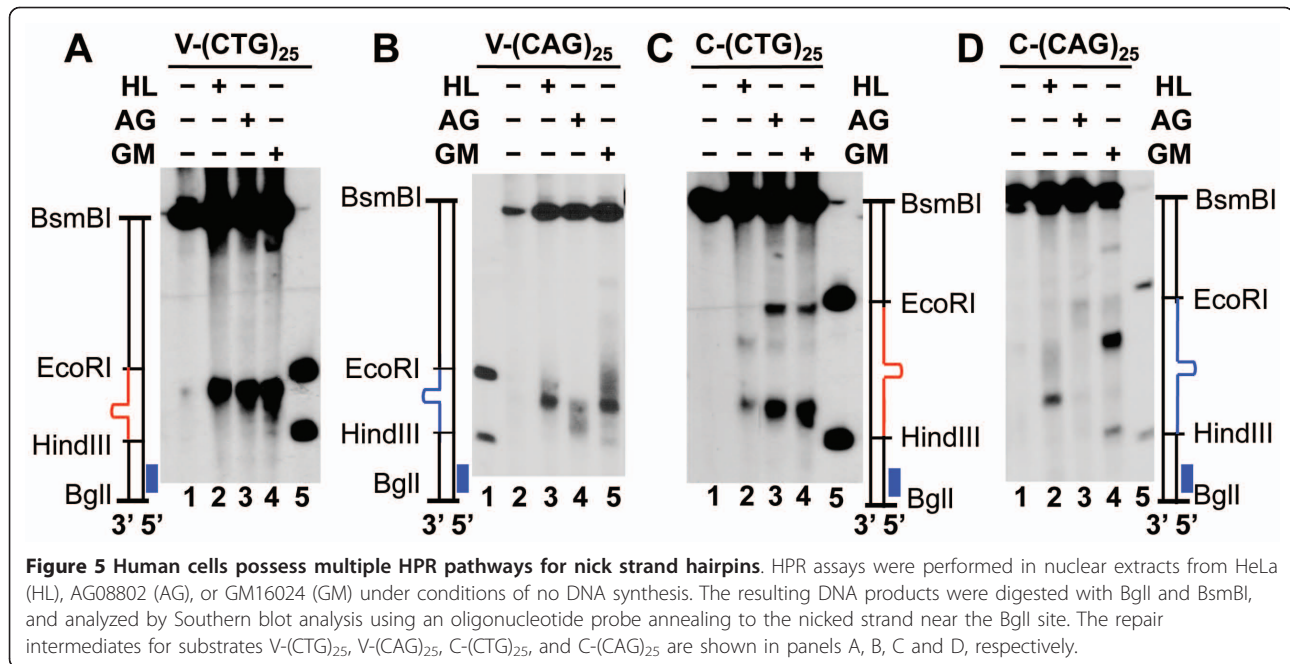 A V-(CTG)25 B V-(CAG)25 C C-(CTG)25 D C-(CAG)25
HL − + − − − + − − − + − − HL − + − −
AG − − + − − − + − − − + − AG − − + −
GM − − − + − − − + − − − + GM − − − +
BsmBI BsmBI BsmBI BsmBI
EcoRI EcoRI EcoRI EcoRI
HindIII HindIII HindIII HindIII
BglI BglI BglI BglI
1 2 3 4 5 1 2 3 4 5 1 2 3 4 5 1 2 3 4 5
3’ 5’ 3’ 5’ 3’ 5’ 3’ 5’
Figure 5 Human cells possess multiple HPR pathways for nick strand hairpins. HPR assays were performed in nuclear extracts from HeLa
(HL), AG08802 (AG), or GM16024 (GM) under conditions of no DNA synthesis. The resulting DNA products were digested with BglI and BsmBI,
and analyzed by Southern blot analysis using an oligonucleotide probe annealing to the nicked strand near the BglI site. The repair
intermediates for substrates V-(CTG)25, V-(CAG)25, C-(CTG)25, and C-(CAG)25 are shown in panels A, B, C and D, respectively.